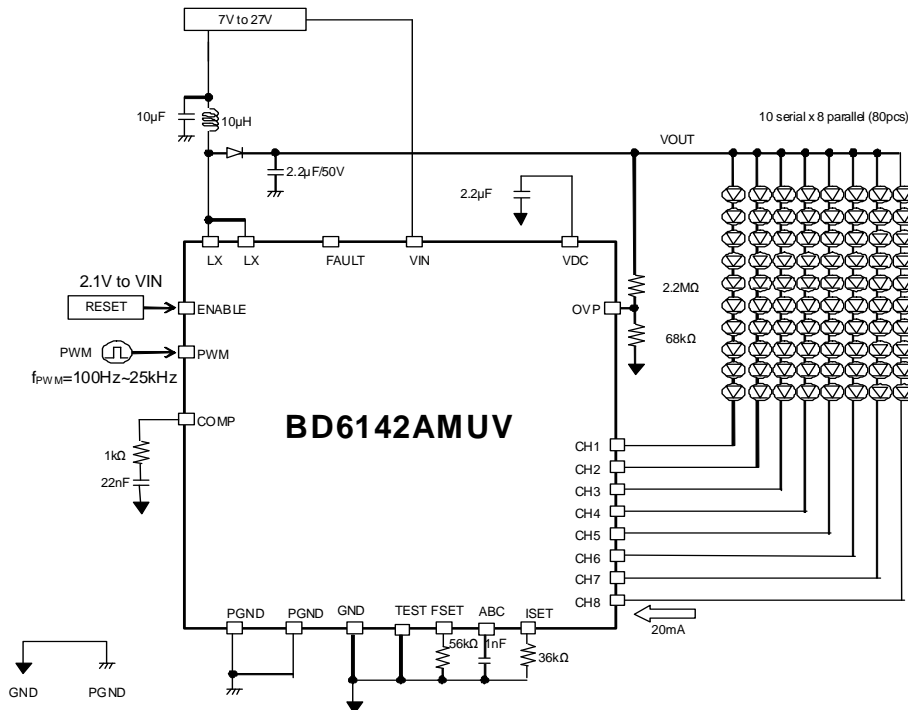 7V to 27V
10µF
10µH
10 serial x 8 parallel (80pcs)
VOUT
2.2µF/50V
2.2µF
LX
LX
FAULT
VIN
VDC
2.1V to VIN
RESET
ENABLE
OVP
2.2MΩ
68kΩ
PWM
PWM
fPWM=100Hz~25kHz
COMP
BD6142AMUV
1kΩ
22nF
CH1
CH2
CH3
CH4
CH5
CH6
CH7
CH8
20mA
PGND
PGND
GND
TEST
FSET
ABC
ISET
56kΩ
1nF
36kΩ
GND
PGND